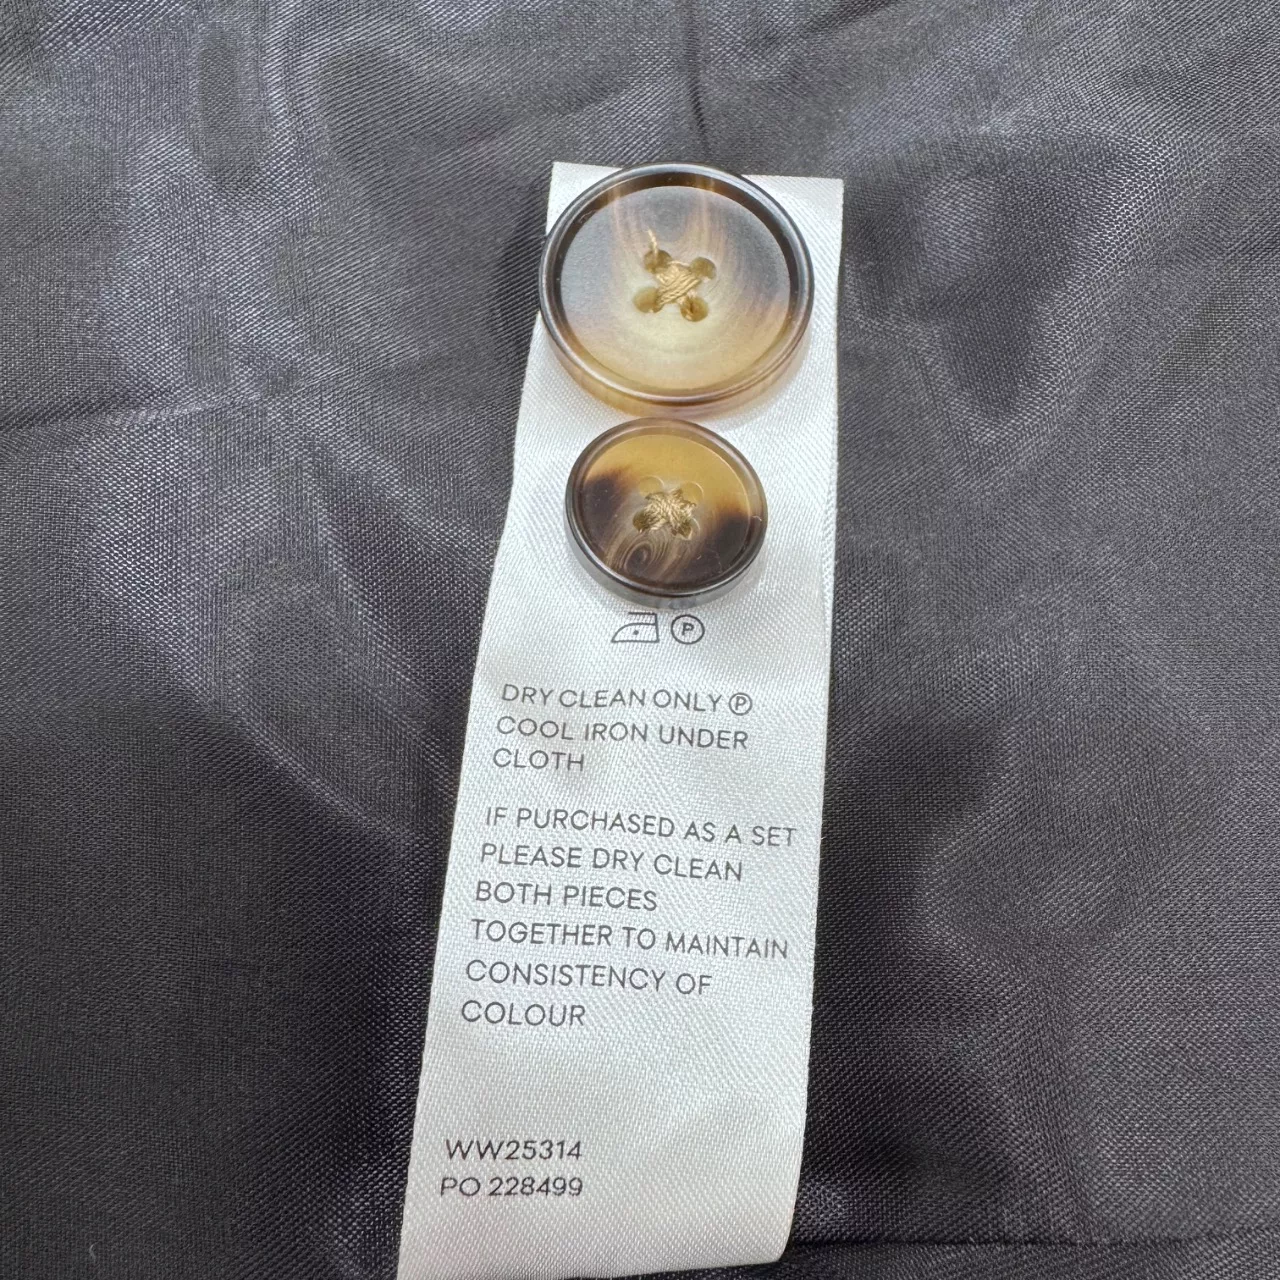 P
DRY CLEAN ONLY Ⓟ
COOL IRON UNDER
CLOTH
IF PURCHASED AS A SET
PLEASE DRY CLEAN
BOTH PIECES
TOGETHER TO MAINTAIN
CONSISTENCY OF
COLOUR
WW25314
PO 228499